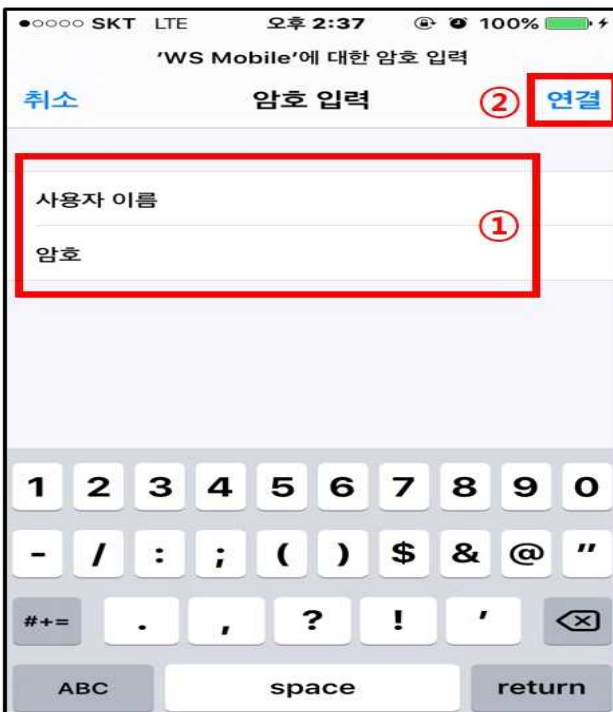 ●○○○○ SKT LTE 오후 2:37 100%
'WS Mobile'에 대한 암호 입력
취소 암호 입력 ② 연결
사용자 이름
①
암호
1 2 3 4 5 6 7 8 9 0
- / : ; ( ) $ & @ "
#+= . , ? ! '
ABC space return